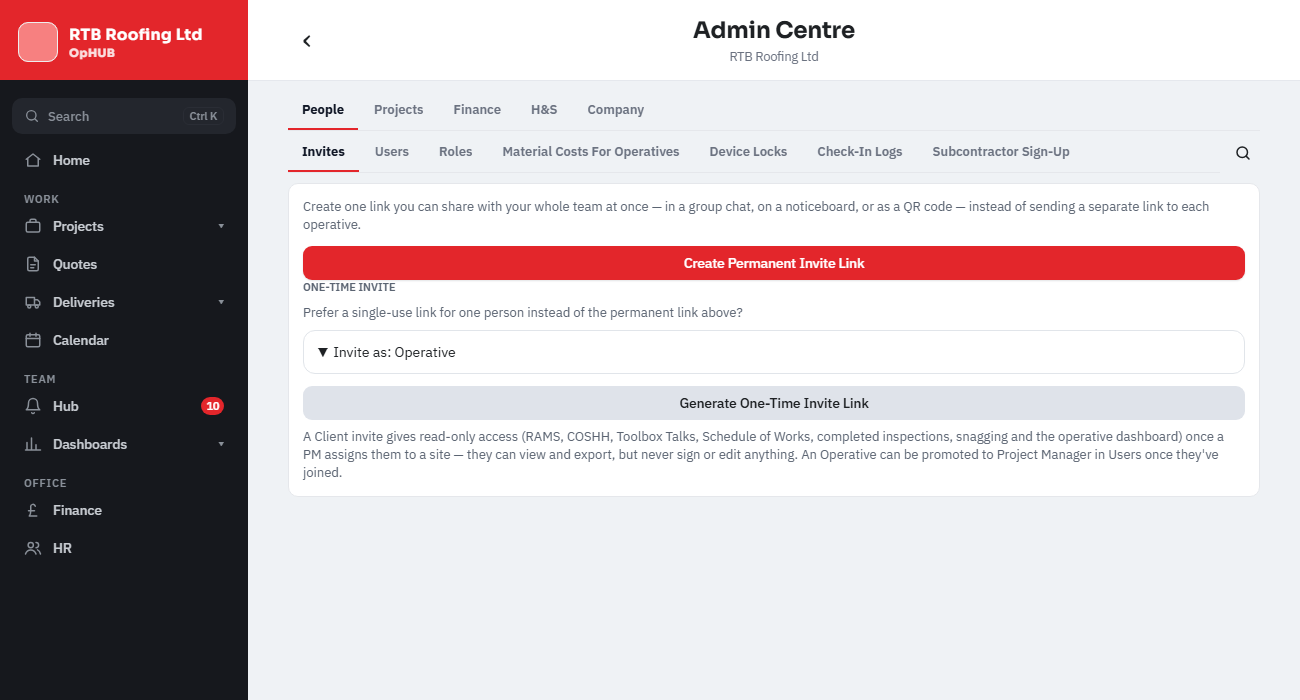 RTB Roofing Ltd
OpHUB
Search Ctrl K
Home
WORK
Projects
Quotes
Deliveries
Calendar
TEAM
Hub 10
Dashboards
OFFICE
Finance
HR
Admin Centre
RTB Roofing Ltd
People Projects Finance H&S Company
Invites Users Roles Material Costs For Operatives Device Locks Check-In Logs Subcontractor Sign-Up
Create one link you can share with your whole team at once — in a group chat, on a noticeboard, or as a QR code — instead of sending a separate link to each
operative.
Create Permanent Invite Link
ONE-TIME INVITE
Prefer a single-use link for one person instead of the permanent link above?
▼ Invite as: Operative
Generate One-Time Invite Link
A Client invite gives read-only access (RAMS, COSHH, Toolbox Talks, Schedule of Works, completed inspections, snagging and the operative dashboard) once a
PM assigns them to a site — they can view and export, but never sign or edit anything. An Operative can be promoted to Project Manager in Users once they've
joined.